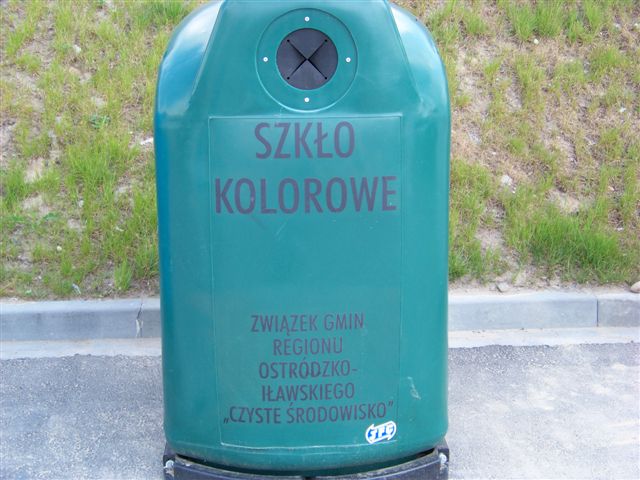 SZKŁO
KOLOROWE
ZWIĄZEK GMIN
REGIONU
OSTRÓDZKO-
IŁAWSKIEGO
„CZYSTE ŚRODOWISKO”